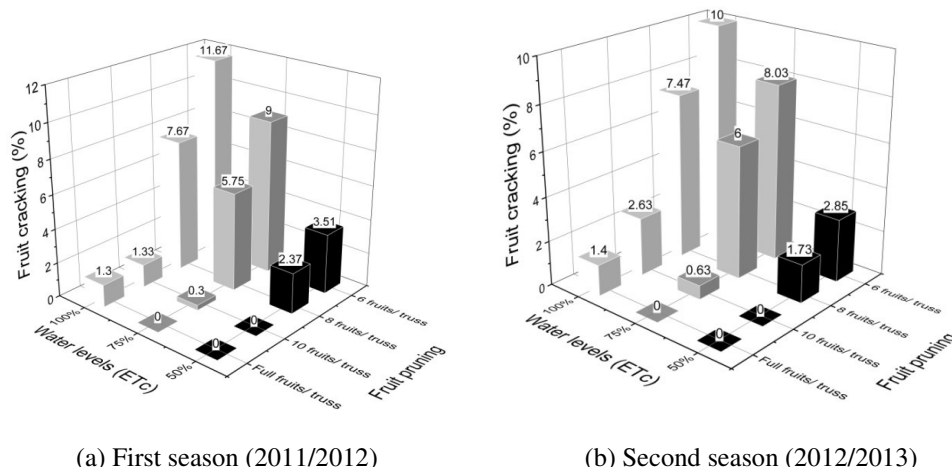 12
10
8
6
4
2
0
Fruit cracking (%)
11.67
7.67
1.33
1.3
9
5.75
0.3
0
3.51
2.37
0
0
100%
75%
50%
Water levels (ETc)
6 fruits/ truss
8 fruits/ truss
10 fruits/ truss
Full fruits/ truss
Fruit pruning
(a) First season (2011/2012)
10
8
6
4
2
0
Fruit cracking (%)
10
7.47
2.63
1.4
8.03
6
0.63
0
2.85
1.73
0
0
100%
75%
50%
Water levels (ETc)
6 fruits/ truss
8 fruits/ truss
10 fruits/ truss
Full fruits/ truss
Fruit pruning
(b) Second season (2012/2013)